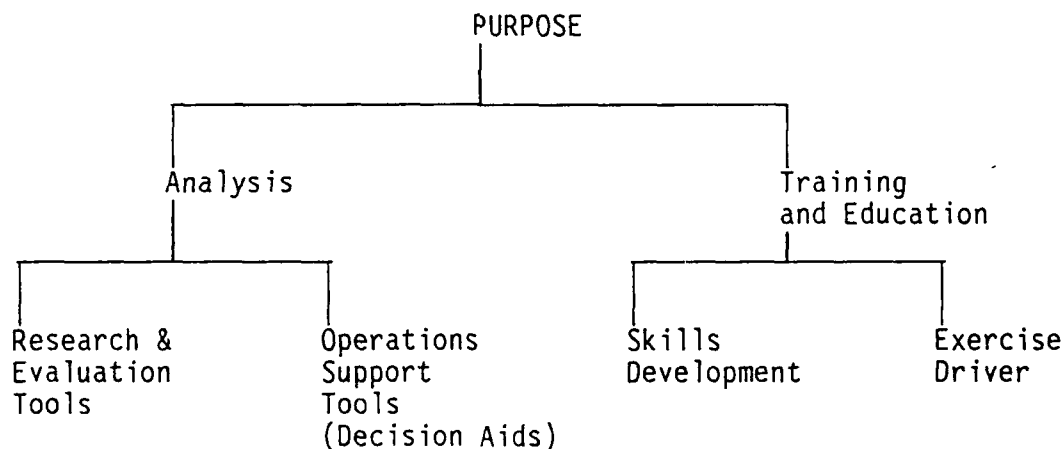 PURPOSE
Analysis
Training
and Education
Research &
Evaluation
Tools
Operations
Support
Tools
(Decision Aids)
Skills
Development
Exercise
Driver